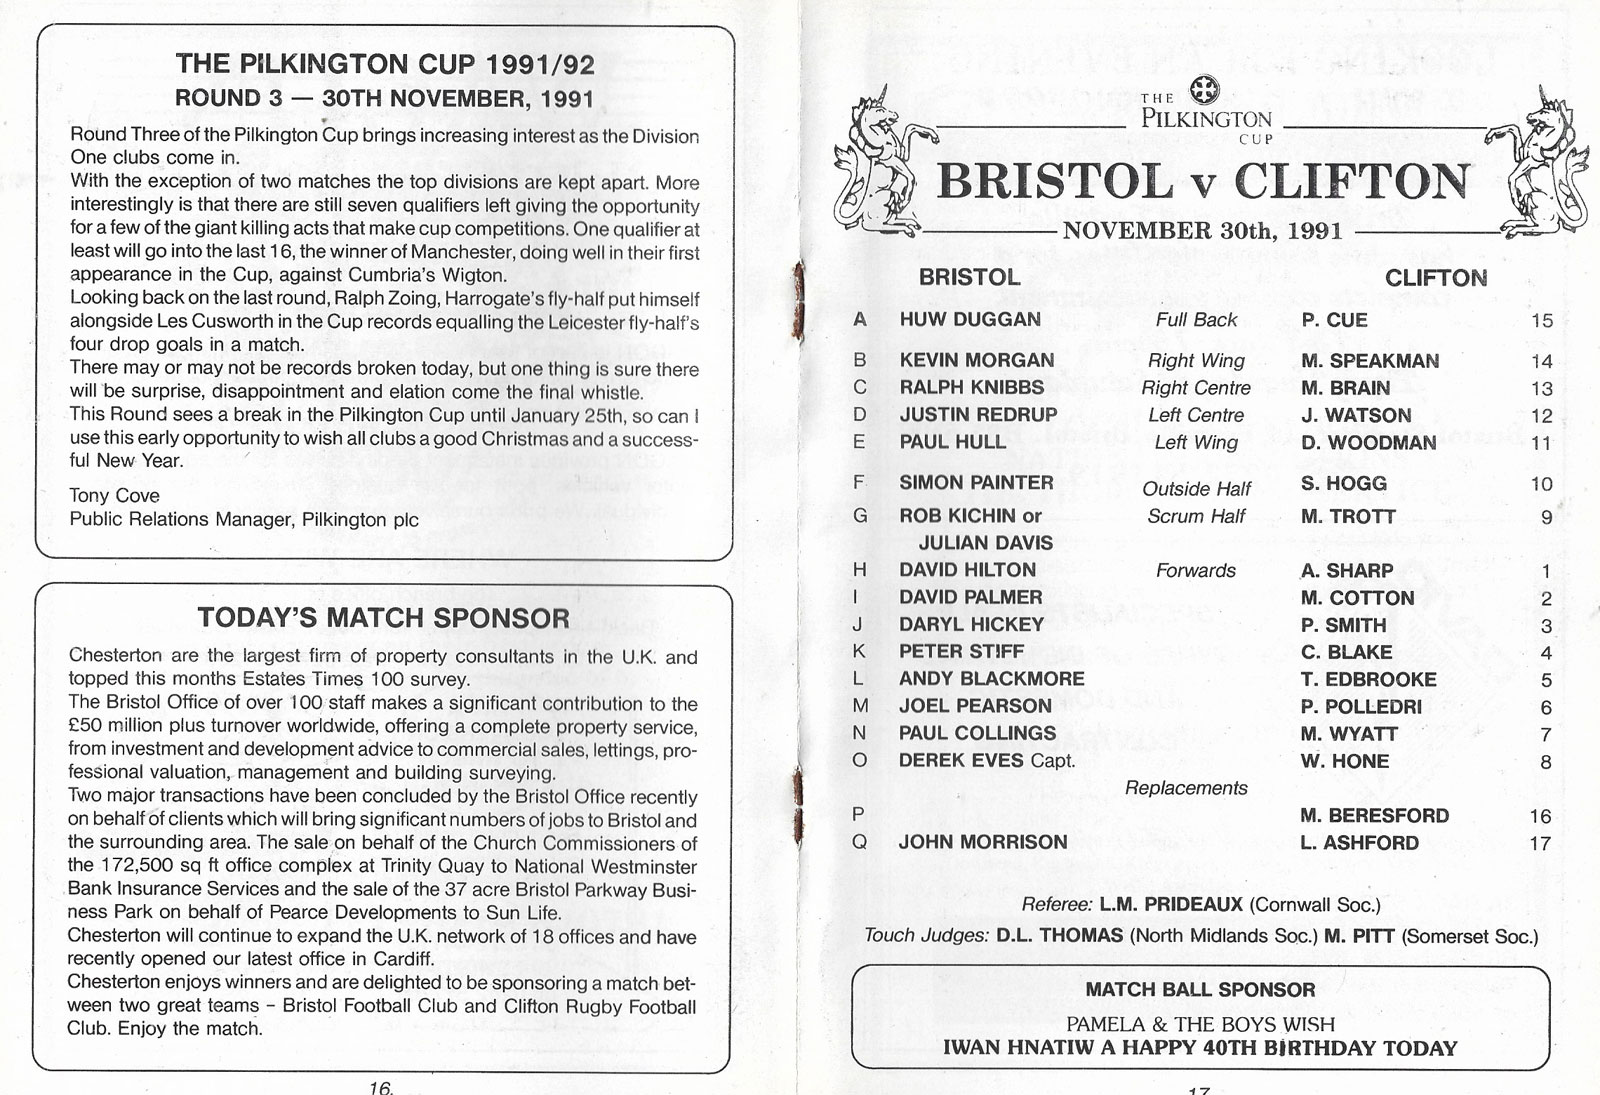 THE PILKINGTON CUP 1991/92
ROUND 3 — 30TH NOVEMBER, 1991
Round Three of the Pilkington Cup brings increasing interest as the Division
One clubs come in.
With the exception of two matches the top divisions are kept apart. More
interestingly is that there are still seven qualifiers left giving the opportunity
for a few of the giant killing acts that make cup competitions. One qualifier at
least will go into the last 16, the winner of Manchester, doing well in their first
appearance in the Cup, against Cumbria's Wigton.
Looking back on the last round, Ralph Zoing, Harrogate's fly-half put himself
alongside Les Cusworth in the Cup records equalling the Leicester fly-half's
four drop goals in a match.
There may or may not be records broken today, but one thing is sure there
will be surprise, disappointment and elation come the final whistle.
This Round sees a break in the Pilkington Cup until January 25th, so can I
use this early opportunity to wish all clubs a good Christmas and a success-
ful New Year.
Tony Cove
Public Relations Manager, Pilkington plc
TODAY'S MATCH SPONSOR
Chesterton are the largest firm of property consultants in the U.K. and
topped this months Estates Times 100 survey.
The Bristol Office of over 100 staff makes a significant contribution to the
£50 million plus turnover worldwide, offering a complete property service,
from investment and development advice to commercial sales, lettings, pro-
fessional valuation, management and building surveying.
Two major transactions have been concluded by the Bristol Office recently
on behalf of clients which will bring significant numbers of jobs to Bristol and
the surrounding area. The sale on behalf of the Church Commissioners of
the 172,500 sq ft office complex at Trinity Quay to National Westminster
Bank Insurance Services and the sale of the 37 acre Bristol Parkway Busi-
ness Park on behalf of Pearce Developments to Sun Life.
Chesterton will continue to expand the U.K. network of 18 offices and have
recently opened our latest office in Cardiff.
Chesterton enjoys winners and are delighted to be sponsoring a match bet-
ween two great teams – Bristol Football Club and Clifton Rugby Football
Club. Enjoy the match.
16.
THE
PILKINGTON
CUP
BRISTOL v CLIFTON
NOVEMBER 30th, 1991
BRISTOL CLIFTON
A HUW DUGGAN Full Back P. CUE 15
B KEVIN MORGAN Right Wing M. SPEAKMAN 14
C RALPH KNIBBS Right Centre M. BRAIN 13
D JUSTIN REDRUP Left Centre J. WATSON 12
E PAUL HULL Left Wing D. WOODMAN 11
F SIMON PAINTER Outside Half S. HOGG 10
G ROB KICHIN or Scrum Half M. TROTT 9
JULIAN DAVIS
H DAVID HILTON Forwards A. SHARP 1
I DAVID PALMER M. COTTON 2
J DARYL HICKEY P. SMITH 3
K PETER STIFF C. BLAKE 4
L ANDY BLACKMORE T. EDBROOKE 5
M JOEL PEARSON P. POLLEDRI 6
N PAUL COLLINGS M. WYATT 7
O DEREK EVES Capt. W. HONE 8
Replacements
P M. BERESFORD 16
Q JOHN MORRISON L. ASHFORD 17
Referee: L.M. PRIDEAUX (Cornwall Soc.)
Touch Judges: D.L. THOMAS (North Midlands Soc.) M. PITT (Somerset Soc.)
MATCH BALL SPONSOR
PAMELA & THE BOYS WISH
IWAN HNATIW A HAPPY 40TH BIRTHDAY TODAY
17